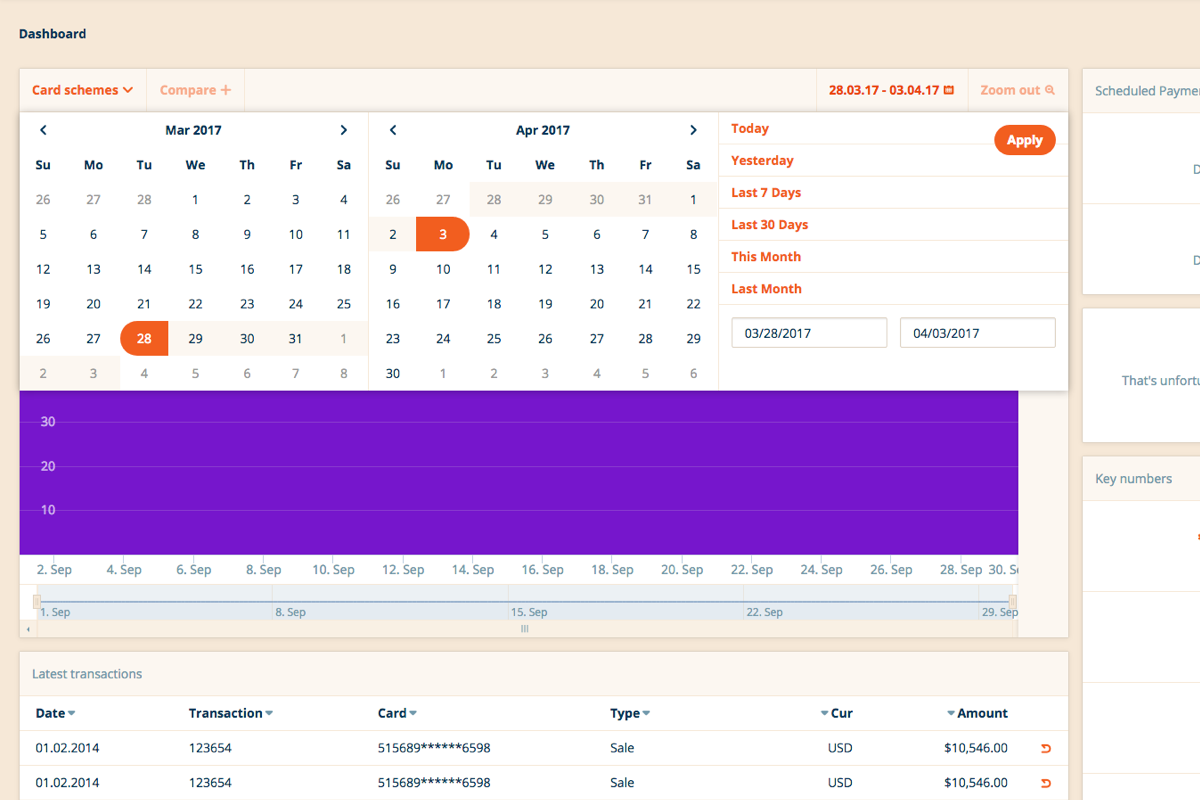 Dashboard
Card schemes Compare + 28.03.17 - 03.04.17 Zoom out
Mar 2017
Su Mo Tu We Th Fr Sa
26 27 28 1 2 3 4
5 6 7 8 9 10 11
12 13 14 15 16 17 18
19 20 21 22 23 24 25
26 27 28 29 30 31 1
2 3 4 5 6 7 8
Apr 2017
Su Mo Tu We Th Fr Sa
26 27 28 29 30 31 1
2 3 4 5 6 7 8
9 10 11 12 13 14 15
16 17 18 19 20 21 22
23 24 25 26 27 28 29
30 1 2 3 4 5 6
Today
Yesterday
Last 7 Days
Last 30 Days
This Month
Last Month
Apply
03/28/2017 04/03/2017
30
20
10
2. Sep 4. Sep 6. Sep 8. Sep 10. Sep 12. Sep 14. Sep 16. Sep 18. Sep 20. Sep 22. Sep 24. Sep 26. Sep 28. Sep 30. S
1. Sep 8. Sep 15. Sep 22. Sep 29. Sep
Latest transactions
Date Transaction Card Type Cur Amount
01.02.2014 123654 515689******6598 Sale USD $10,546.00
01.02.2014 123654 515689******6598 Sale USD $10,546.00
Scheduled Payme
D
D
That's unfortu
Key numbers